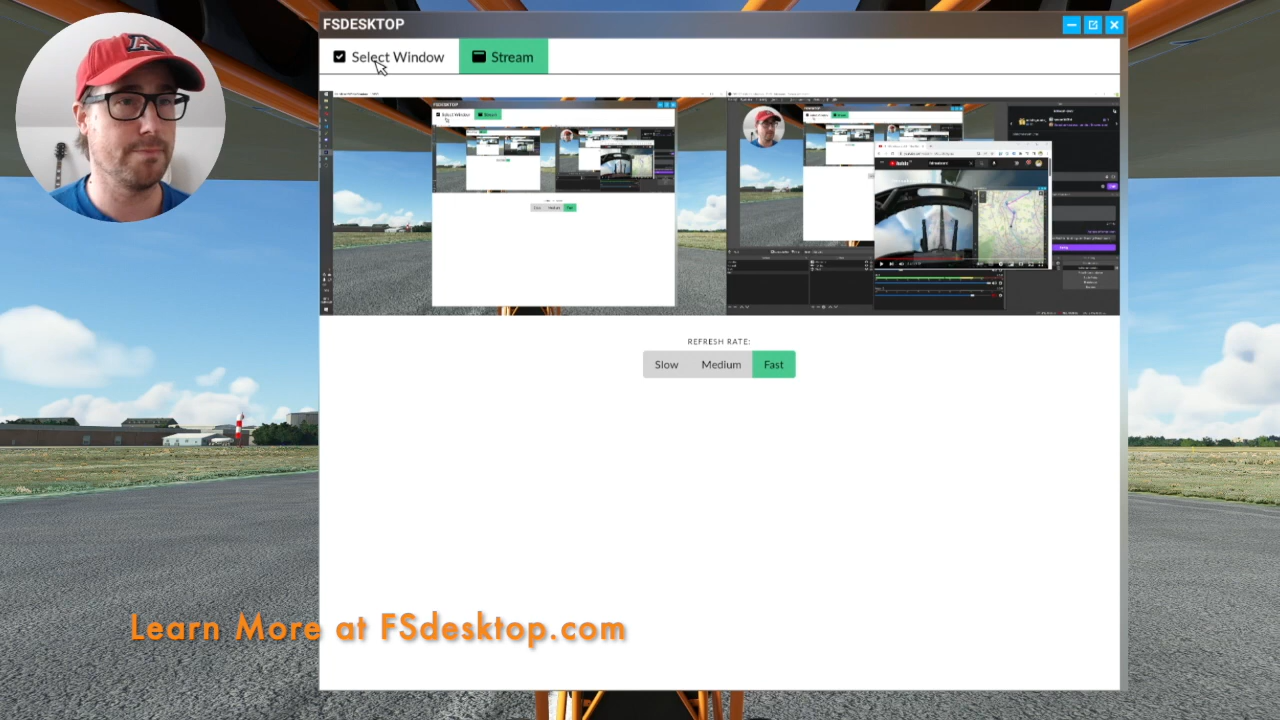 FSDESKTOP
Select Window
Stream
REFRESH RATE:
Slow
Medium
Fast
Learn More at FSdesktop.com